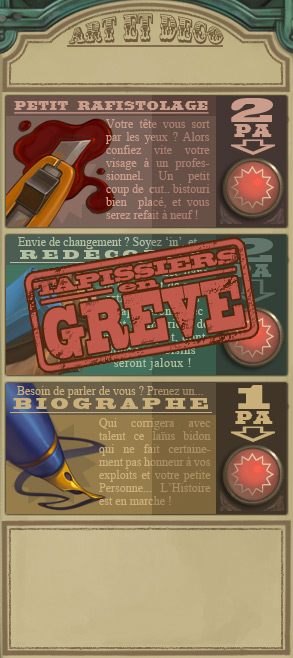 ART ET DECO
PETIT RAFISTOLAGE
2
PA
Votre tête vous sort
par les yeux ? Alors
confiez vite votre
visage à un profes-
sionnel. Un petit
coup de cut.. bistouri
bien placé, et vous
serez refait à neuf !
Envie de changement ? Soyez 'in', et
REDECO
2
PA
TAPISSIERS
en
GREVE
seront jaloux !
Besoin de parler de vous ? Prenez un...
BIOGRAPHE
1
PA
Qui corrigera avec
talent ce laïus bidon
qui ne fait certaine-
ment pas honneur à vos
exploits et votre petite
Personne... L'Histoire
est en marche !